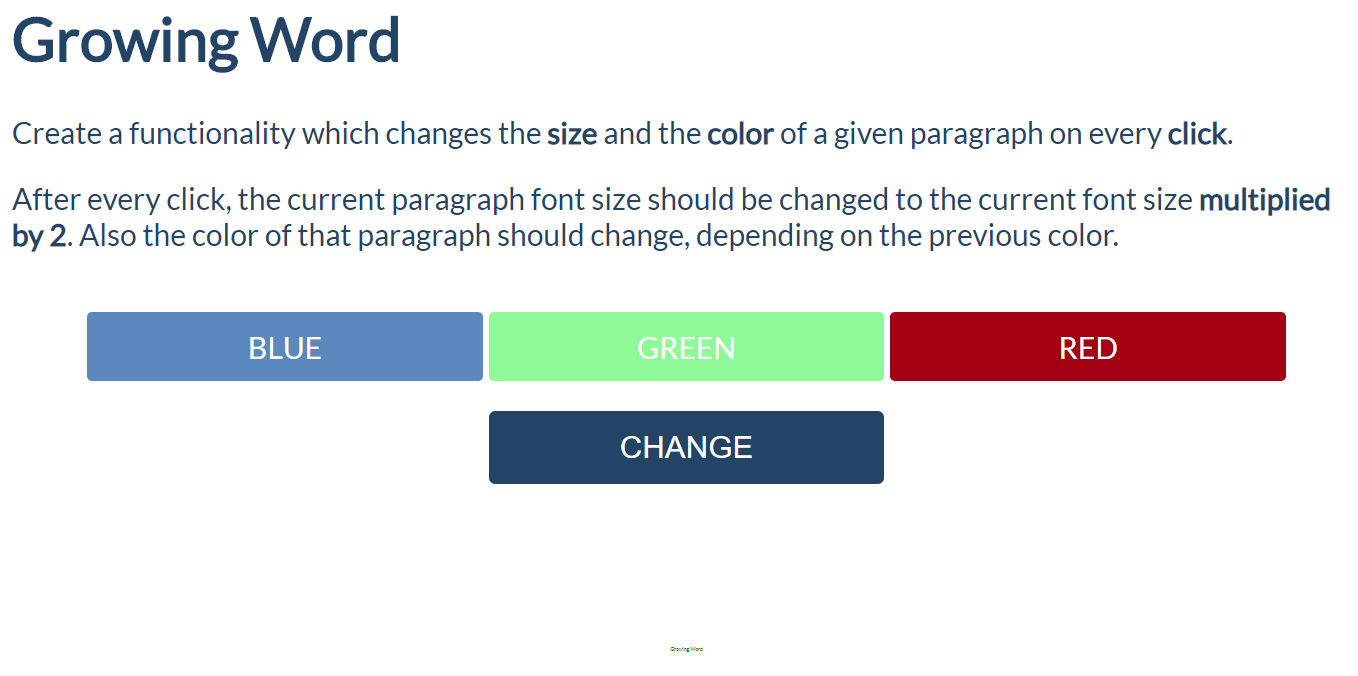 Growing Word
Create a functionality which changes the size and the color of a given paragraph on every click.
After every click, the current paragraph font size should be changed to the current font size multiplied
by 2. Also the color of that paragraph should change, depending on the previous color.
BLUE GREEN RED
CHANGE
Growing Word